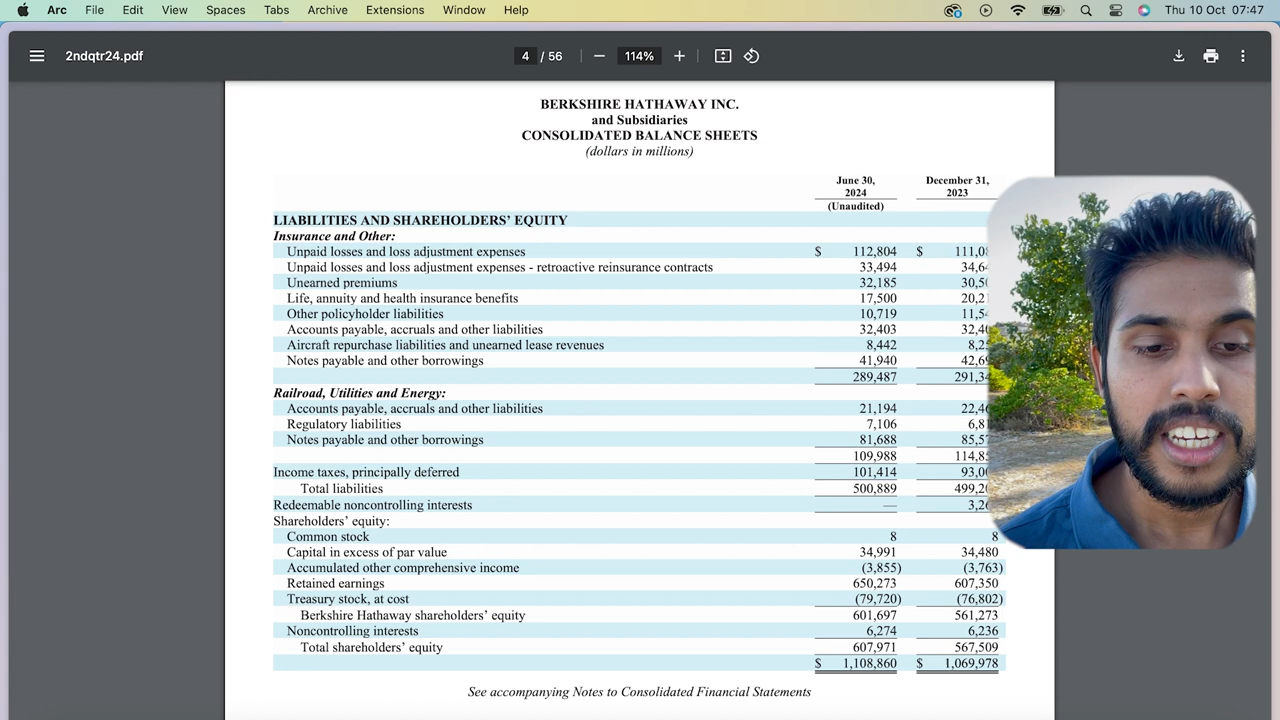 Arc File Edit View Spaces Tabs Archive Extensions Window Help Thu 10 Oct 07:47
2ndqtr24.pdf 4 / 56 114%
BERKSHIRE HATHAWAY INC.
and Subsidiaries
CONSOLIDATED BALANCE SHEETS
(dollars in millions)
June 30, December 31,
2024 2023
(Unaudited)
LIABILITIES AND SHAREHOLDERS’ EQUITY
Insurance and Other:
Unpaid losses and loss adjustment expenses $ 112,804 $
Unpaid losses and loss adjustment expenses - retroactive reinsurance contracts 33,494
Unearned premiums 32,185
Life, annuity and health insurance benefits 17,500
Other policyholder liabilities 10,719
Accounts payable, accruals and other liabilities 32,403
Aircraft repurchase liabilities and unearned lease revenues 8,442
Notes payable and other borrowings 41,940
289,487
Railroad, Utilities and Energy:
Accounts payable, accruals and other liabilities 21,194
Regulatory liabilities 7,106
Notes payable and other borrowings 81,688
109,988
Income taxes, principally deferred 101,414
Total liabilities 500,889
Redeemable noncontrolling interests —
Shareholders’ equity:
Common stock 8 8
Capital in excess of par value 34,991 34,480
Accumulated other comprehensive income (3,855) (3,763)
Retained earnings 650,273 607,350
Treasury stock, at cost (79,720) (76,802)
Berkshire Hathaway shareholders’ equity 601,697 561,273
Noncontrolling interests 6,274 6,236
Total shareholders’ equity 607,971 567,509
$ 1,108,860 $ 1,069,978
See accompanying Notes to Consolidated Financial Statements